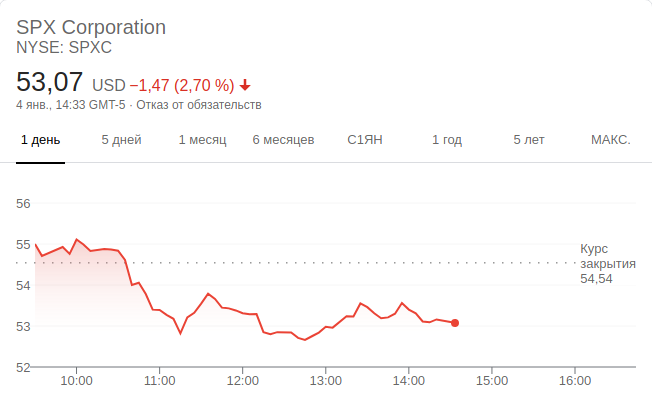 SPX Corporation
NYSE: SPXC
53,07 USD −1,47 (2,70 %)
4 янв., 14:33 GMT-5 · Отказ от обязательств
1 день 5 дней 1 месяц 6 месяцев С1ЯН 1 год 5 лет МАКС.
56
55
54
53
52
Курс
закрытия
54,54
10:00 11:00 12:00 13:00 14:00 15:00 16:00